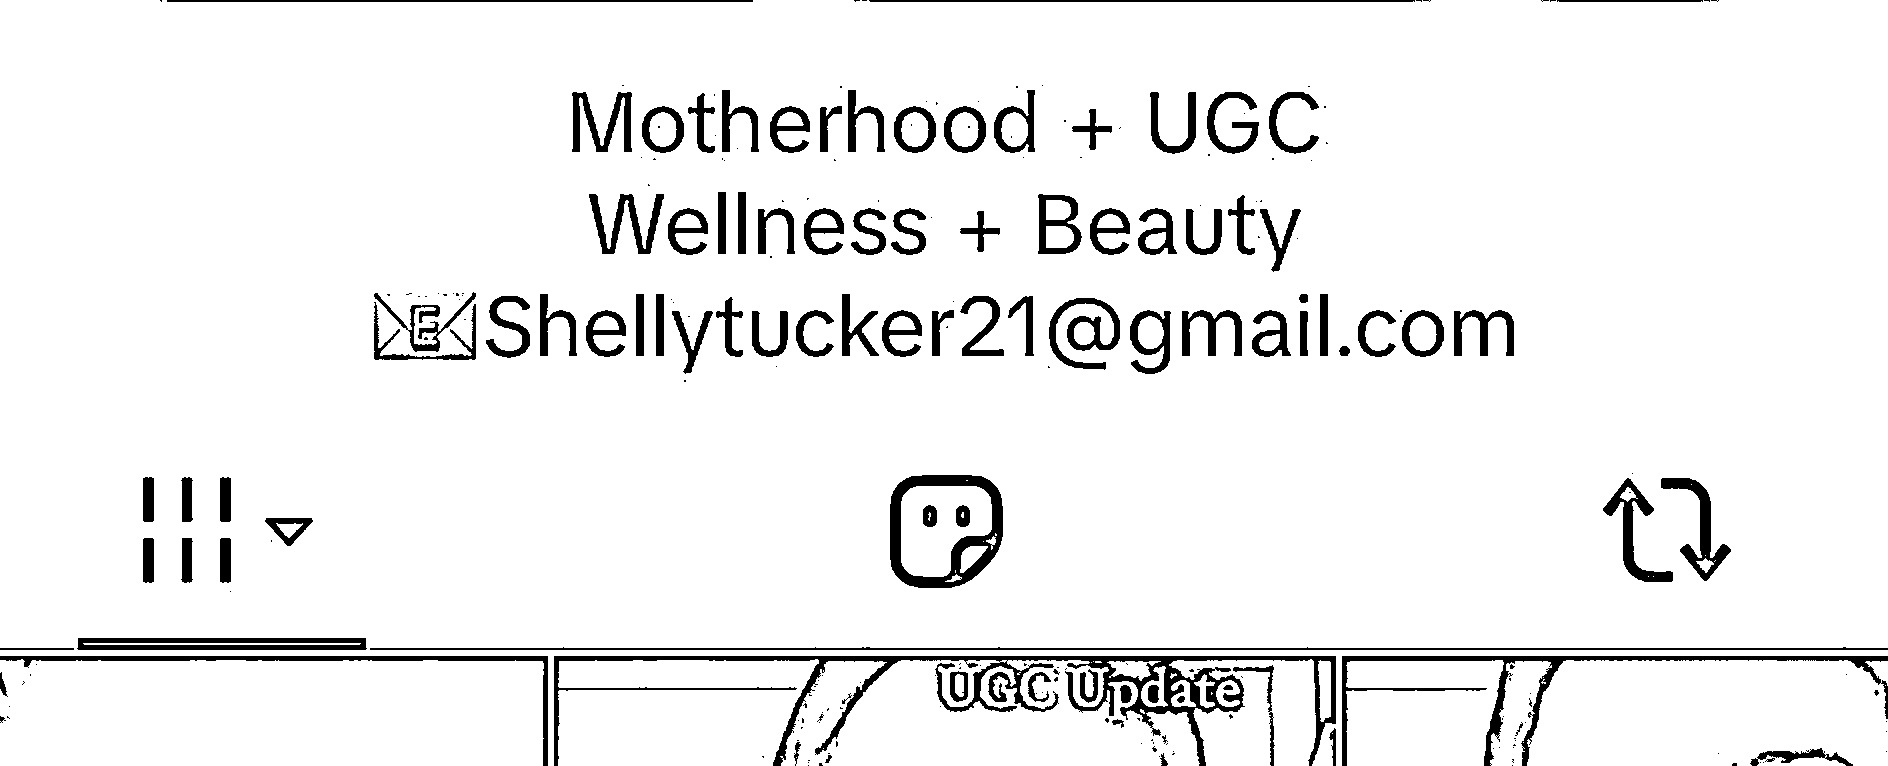 Motherhood + UGC
Wellness + Beauty
📧Shellytucker21@gmail.com
UGC Update